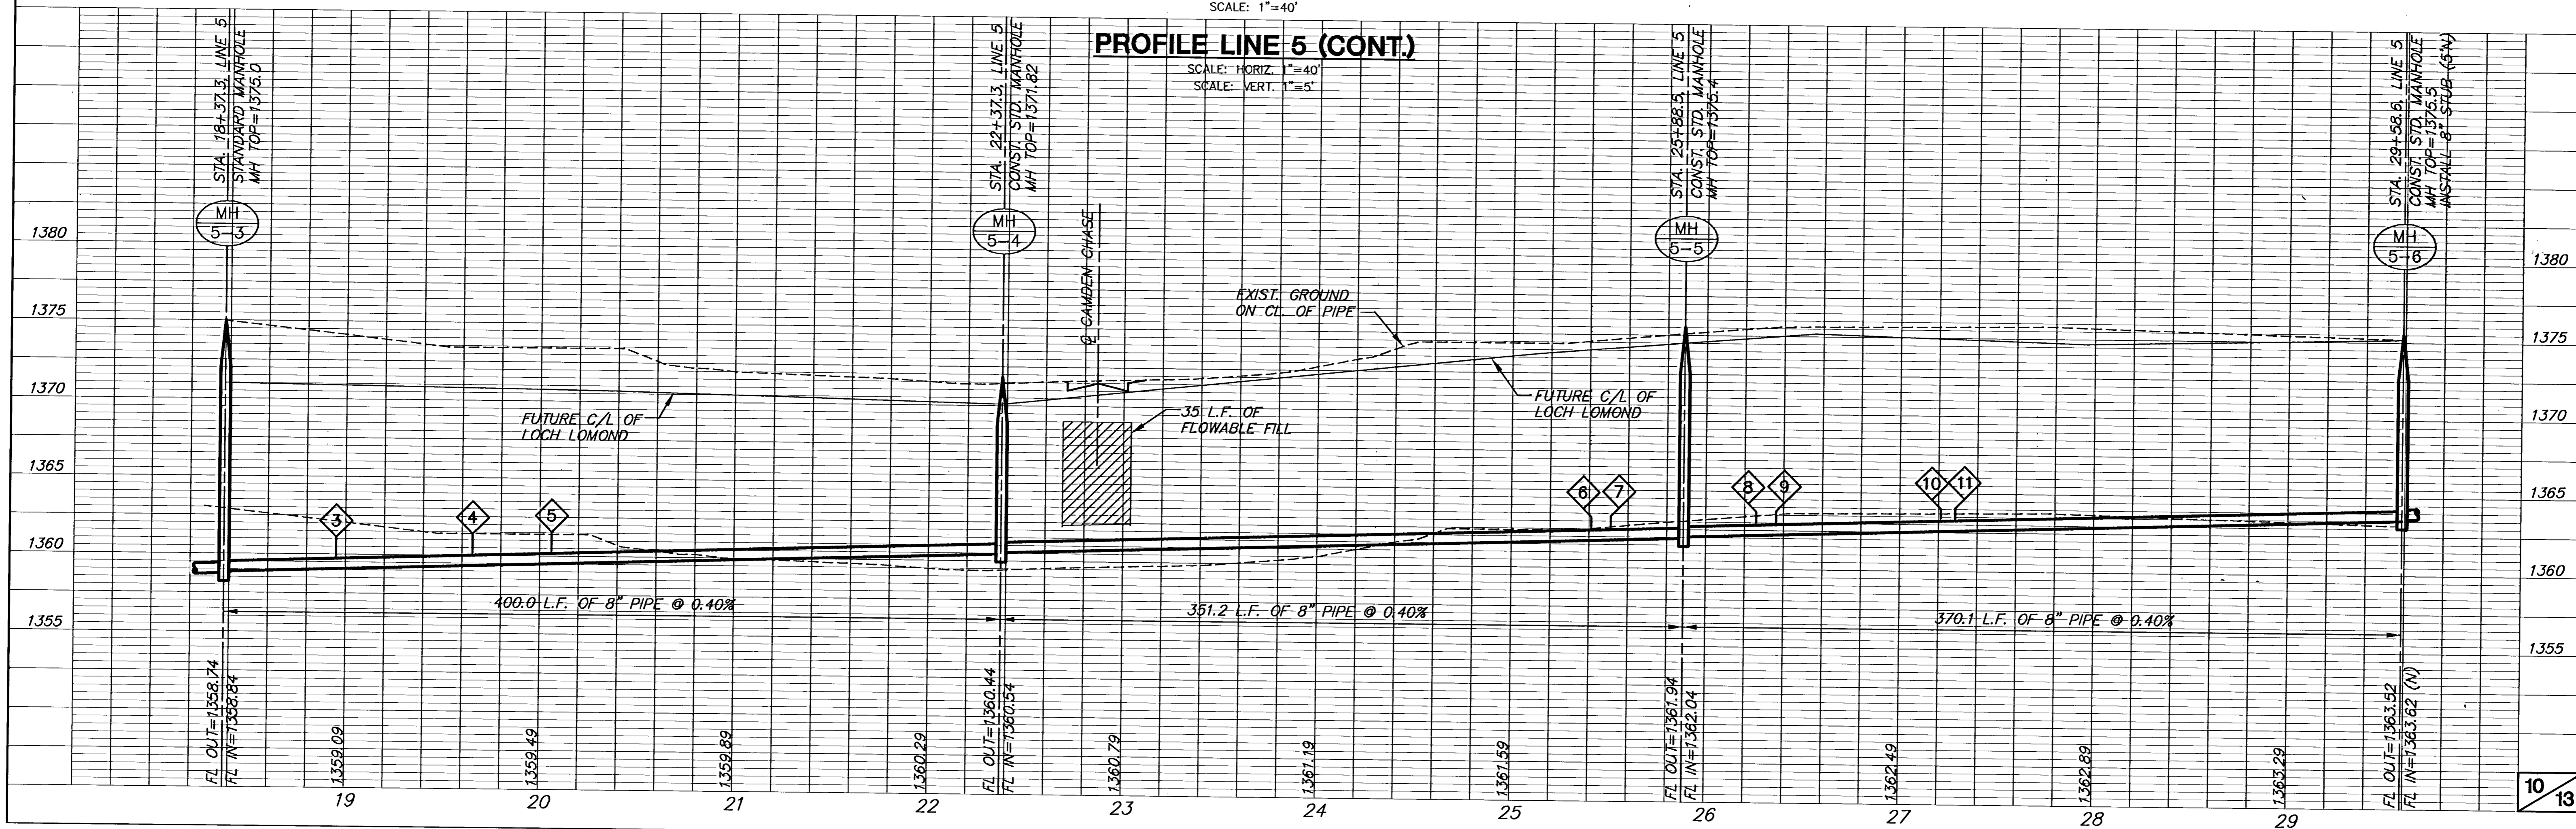 SCALE: 1"=40'
PROFILE LINE 5 (CONT.)
SCALE: HORIZ. 1"=40'
SCALE: VERT. 1"=5'
STA. 18+37.3, LINE 5
STANDARD MANHOLE
MH TOP=1375.0
MH
5-3
STA. 22+37.3, LINE 5
CONST. STD. MANHOLE
MH TOP=1371.82
MH
5-4
℄ CAMDEN CHASE
STA. 25+88.5, LINE 5
CONST. STD. MANHOLE
MH TOP=1375.4
MH
5-5
STA. 29+58.6, LINE 5
CONST. STD. MANHOLE
MH TOP=1375.5
INSTALL 8" STUB (5'N)
MH
5-6
1380
1375
1370
1365
1360
1355
1380
1375
1370
1365
1360
1355
EXIST. GROUND
ON CL. OF PIPE
FUTURE C/L OF
LOCH LOMOND
35 L.F. OF
FLOWABLE FILL
FUTURE C/L OF
LOCH LOMOND
3
4
5
6
7
8
9
10
11
400.0 L.F. OF 8" PIPE @ 0.40%
351.2 L.F. OF 8" PIPE @ 0.40%
370.1 L.F. OF 8" PIPE @ 0.40%
FL OUT=1358.74
FL IN=1358.84
1359.09
1359.49
1359.89
1360.29
FL OUT=1360.44
FL IN=1360.54
1360.79
1361.19
1361.59
FL OUT=1361.94
FL IN=1362.04
1362.49
1362.89
1363.29
FL OUT=1363.52
FL IN=1363.62 (N)
19
20
21
22
23
24
25
26
27
28
29
10
13